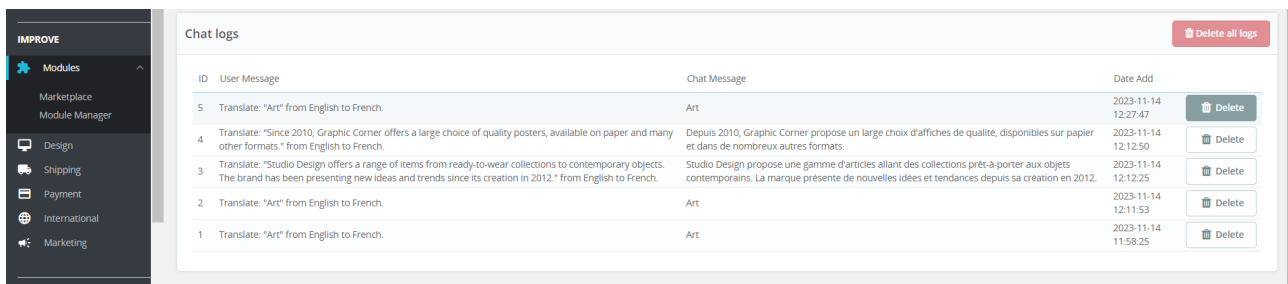 IMPROVE
Modules
Marketplace
Module Manager
Design
Shipping
Payment
International
Marketing
Chat logs
Delete all logs
ID User Message Chat Message Date Add
5 Translate: "Art" from English to French. Art 2023-11-14
12:27:47 Delete
4 Translate: "Since 2010, Graphic Corner offers a large choice of quality posters, available on paper and many Depuis 2010, Graphic Corner propose un large choix d'affiches de qualité, disponibles sur papier 2023-11-14
other formats." from English to French. et dans de nombreux autres formats. 12:12:50 Delete
3 Translate: "Studio Design offers a range of items from ready-to-wear collections to contemporary objects. Studio Design propose une gamme d'articles allant des collections prêt-à-porter aux objets 2023-11-14
The brand has been presenting new ideas and trends since its creation in 2012." from English to French. contemporains. La marque présente de nouvelles idées et tendances depuis sa création en 2012. 12:12:25 Delete
2 Translate: "Art" from English to French. Art 2023-11-14
12:11:53 Delete
1 Translate: "Art" from English to French. Art 2023-11-14
11:58:25 Delete